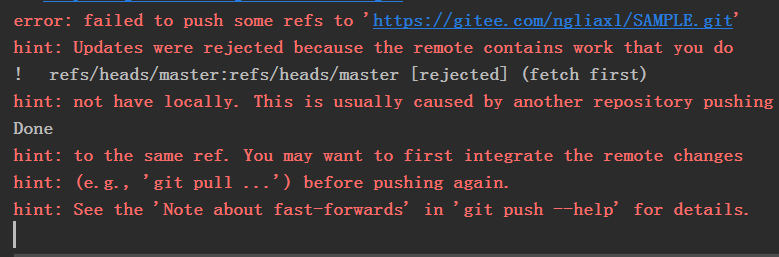 error: failed to push some refs to 'https://gitee.com/ngliaxl/SAMPLE.git'
hint: Updates were rejected because the remote contains work that you do
!   refs/heads/master:refs/heads/master [rejected] (fetch first)
hint: not have locally. This is usually caused by another repository pushing
Done
hint: to the same ref. You may want to first integrate the remote changes
hint: (e.g., 'git pull ...') before pushing again.
hint: See the 'Note about fast-forwards' in 'git push --help' for details.